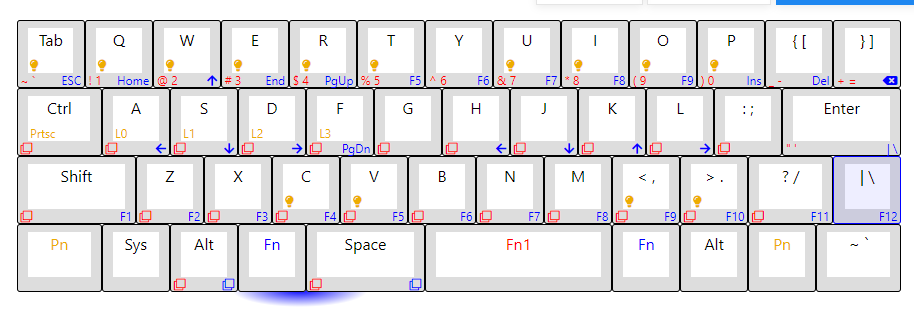 Tab Q W E R T Y U I O P { [ } ]
~ ` ESC ! 1 Home @ 2 # 3 End $ 4 PgUp % 5 F5 ^ 6 F6 & 7 F7 * 8 F8 ( 9 F9 ) 0 Ins _ - Del + =
Ctrl A S D F G H J K L : ; Enter
Prtsc L0 L1 L2 L3
PgDn " ' | \
Shift Z X C V B N M < , > . ? / | \
F1 F2 F3 F4 F5 F6 F7 F8 F9 F10 F11 F12
Pn Sys Alt Fn Space Fn1 Fn Alt Pn ~ `